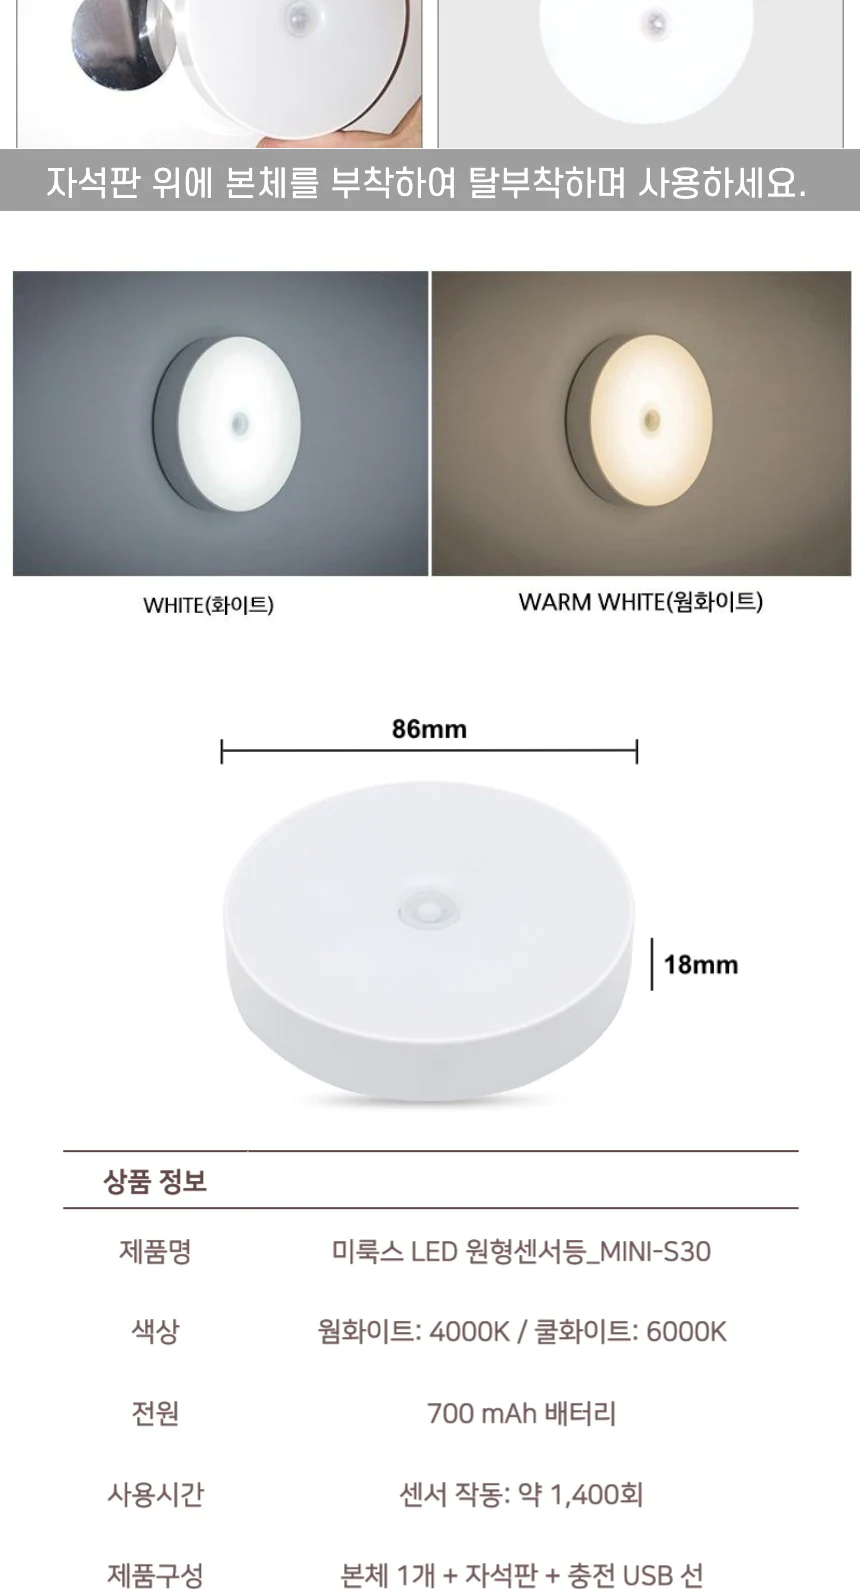 자석판 위에 본체를 부착하여 탈부착하며 사용하세요.
WHITE(화이트)
WARM WHITE(웜화이트)
86mm
18mm
상품 정보
제품명 미룩스 LED 원형센서등_MINI-S30
색상 웜화이트: 4000K / 쿨화이트: 6000K
전원 700 mAh 배터리
사용시간 센서 작동: 약 1,400회
제품구성 본체 1개 + 자석판 + 충전 USB 선